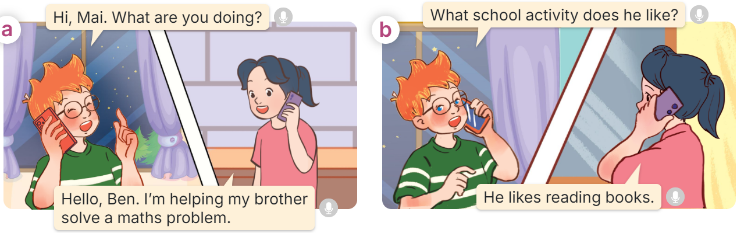 a
Hi, Mai. What are you doing?
Hello, Ben. I'm helping my brother
solve a maths problem.
b
What school activity does he like?
He likes reading books.